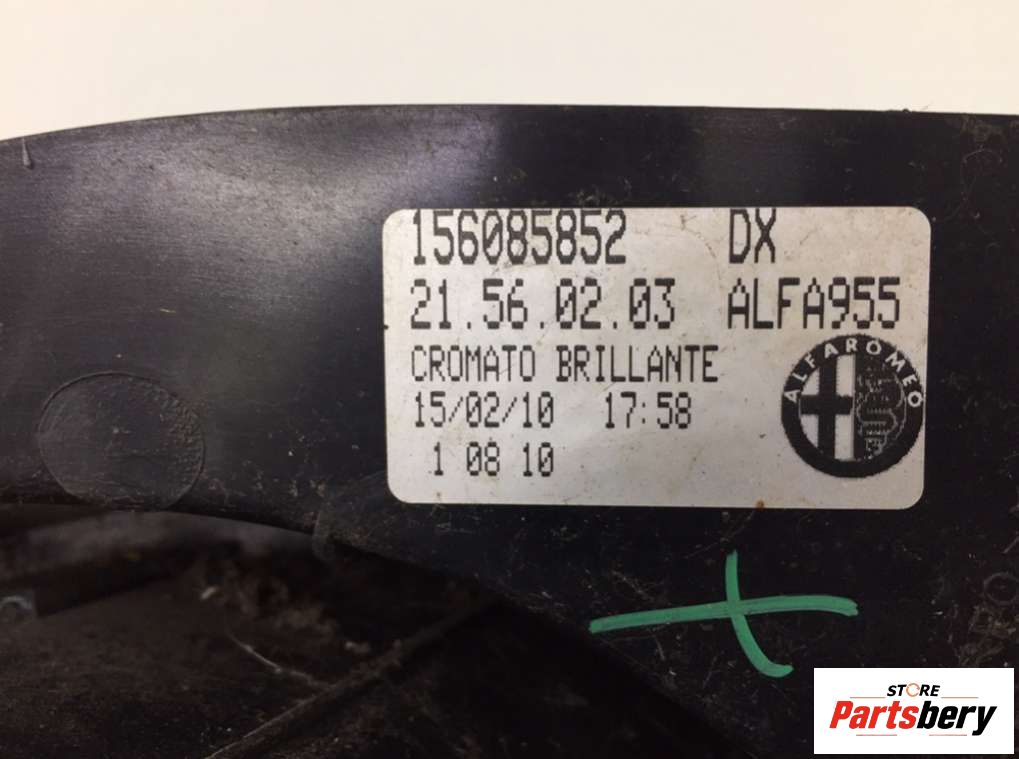 156085852 DX
21.56.02.03 ALFA955
CROMATO BRILLANTE
15/02/10 17:58
1 08 10
ALFA ROMEO
STORE
Partsbery